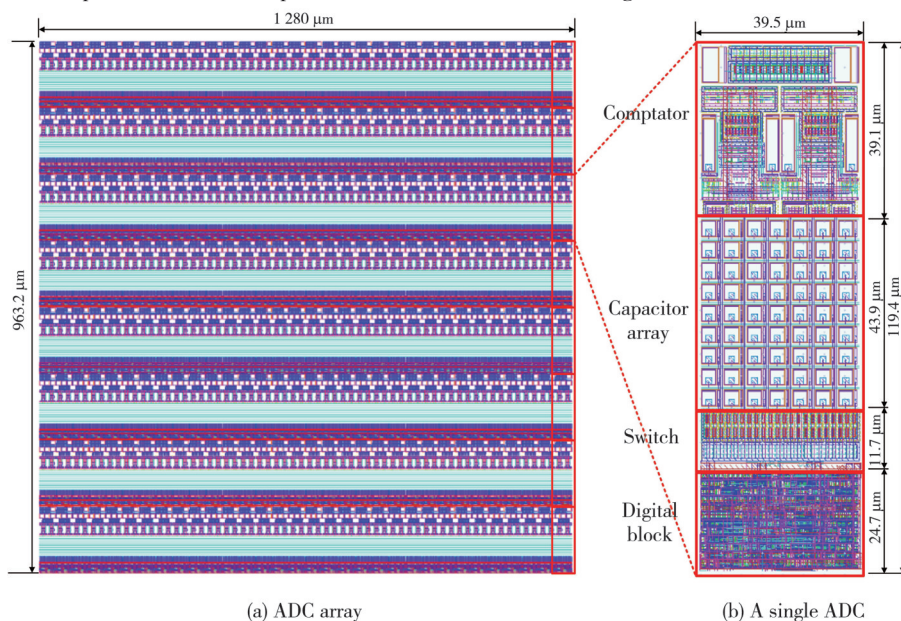 1 280 μm
39.5 μm
963.2 μm
Comptator
39.1 μm
Capacitor
array
43.9 μm
119.4 μm
Switch
11.7 μm
Digital
block
24.7 μm
(a) ADC array
(b) A single ADC